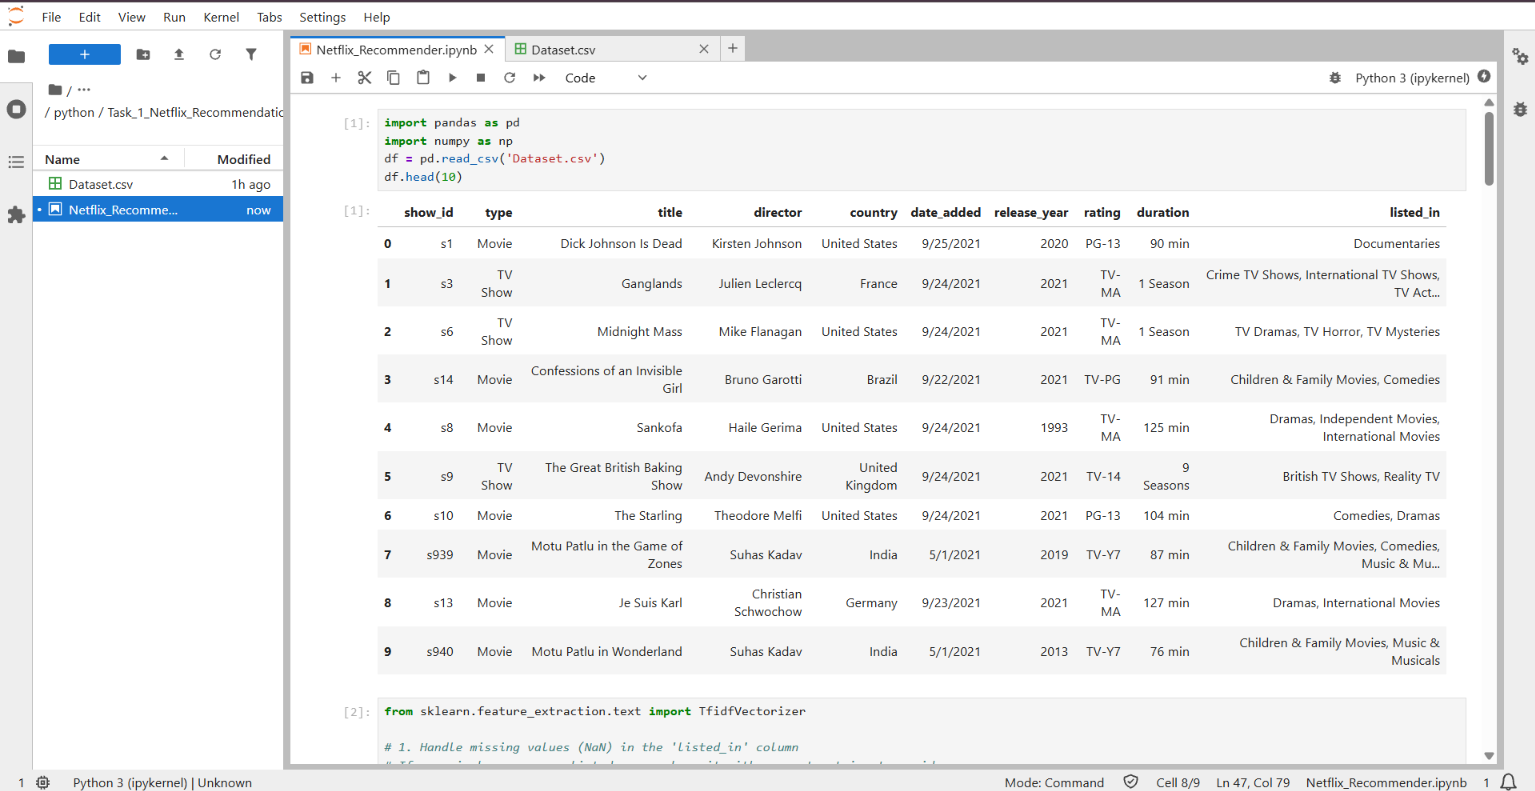 File Edit View Run Kernel Tabs Settings Help
/ ···
/ python / Task_1_Netflix_Recommendatic
Name Modified
Dataset.csv 1h ago
Netflix_Recomme... now
Netflix_Recommender.ipynb
Dataset.csv
Code
Python 3 (ipykernel)
[1]:
import pandas as pd
import numpy as np
df = pd.read_csv('Dataset.csv')
df.head(10)
[1]:
show_id type title director country date_added release_year rating duration listed_in
0 s1 Movie Dick Johnson Is Dead Kirsten Johnson United States 9/25/2021 2020 PG-13 90 min Documentaries
1 s3 TV Show Ganglands Julien Leclercq France 9/24/2021 2021 TV-MA 1 Season Crime TV Shows, International TV Shows, TV Act...
2 s6 TV Show Midnight Mass Mike Flanagan United States 9/24/2021 2021 TV-MA 1 Season TV Dramas, TV Horror, TV Mysteries
3 s14 Movie Confessions of an Invisible Girl Bruno Garotti Brazil 9/22/2021 2021 TV-PG 91 min Children & Family Movies, Comedies
4 s8 Movie Sankofa Haile Gerima United States 9/24/2021 1993 TV-MA 125 min Dramas, Independent Movies, International Movies
5 s9 TV Show The Great British Baking Show Andy Devonshire United Kingdom 9/24/2021 2021 TV-14 9 Seasons British TV Shows, Reality TV
6 s10 Movie The Starling Theodore Melfi United States 9/24/2021 2021 PG-13 104 min Comedies, Dramas
7 s939 Movie Motu Patlu in the Game of Zones Suhas Kadav India 5/1/2021 2019 TV-Y7 87 min Children & Family Movies, Comedies, Music & Mu...
8 s13 Movie Je Suis Karl Christian Schwochow Germany 9/23/2021 2021 TV-MA 127 min Dramas, International Movies
9 s940 Movie Motu Patlu in Wonderland Suhas Kadav India 5/1/2021 2013 TV-Y7 76 min Children & Family Movies, Music & Musicals
[2]:
from sklearn.feature_extraction.text import TfidfVectorizer
# 1. Handle missing values (NaN) in the 'listed_in' column
1 Python 3 (ipykernel) | Unknown
Mode: Command Cell 8/9 Ln 47, Col 79 Netflix_Recommender.ipynb 1